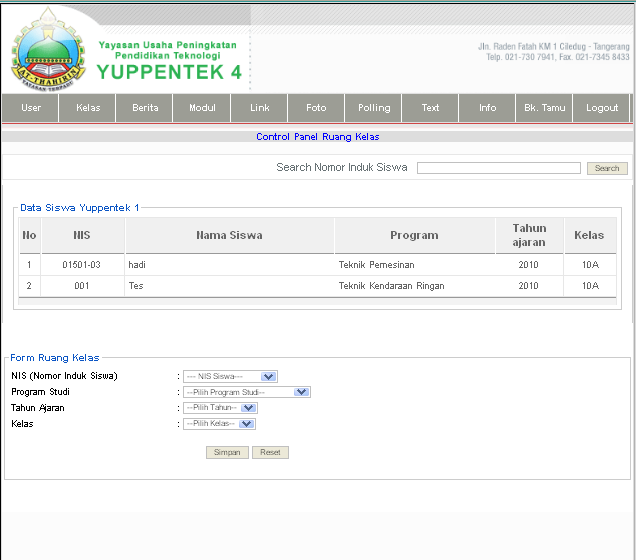 AT-THAHIRIN
YAYASAN TERPADU
Yayasan Usaha Peningkatan
Pendidikan Teknologi
YUPPENTEK 4
Jln. Raden Fatah KM 1 Ciledug - Tangerang
Telp. 021-730 7941, Fax. 021-7345 8433
User Kelas Berita Modul Link Foto Polling Text Info Bk. Tamu Logout
Control Panel Ruang Kelas
Search Nomor Induk Siswa Search
Data Siswa Yuppentek 1
No NIS Nama Siswa Program Tahun ajaran Kelas
1 01501-03 hadi Teknik Pemesinan 2010 10A
2 001 Tes Teknik Kendaraan Ringan 2010 10A
Form Ruang Kelas
NIS (Nomor Induk Siswa) : --- NIS Siswa---
Program Studi : --Pilih Program Studi--
Tahun Ajaran : --Pilih Tahun--
Kelas : --Pilih Kelas--
Simpan Reset